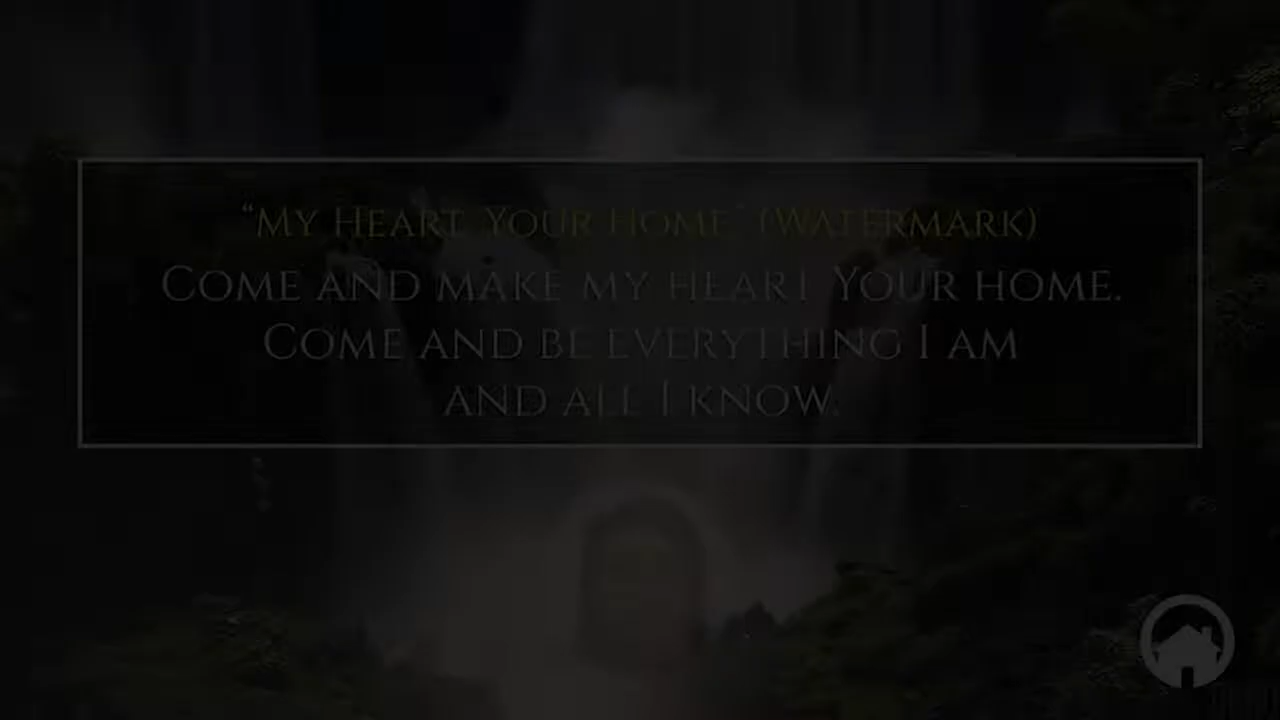 “My Heart, Your Home” (Watermark)
Come and make my heart Your home.
Come and be everything I am
and all I know.